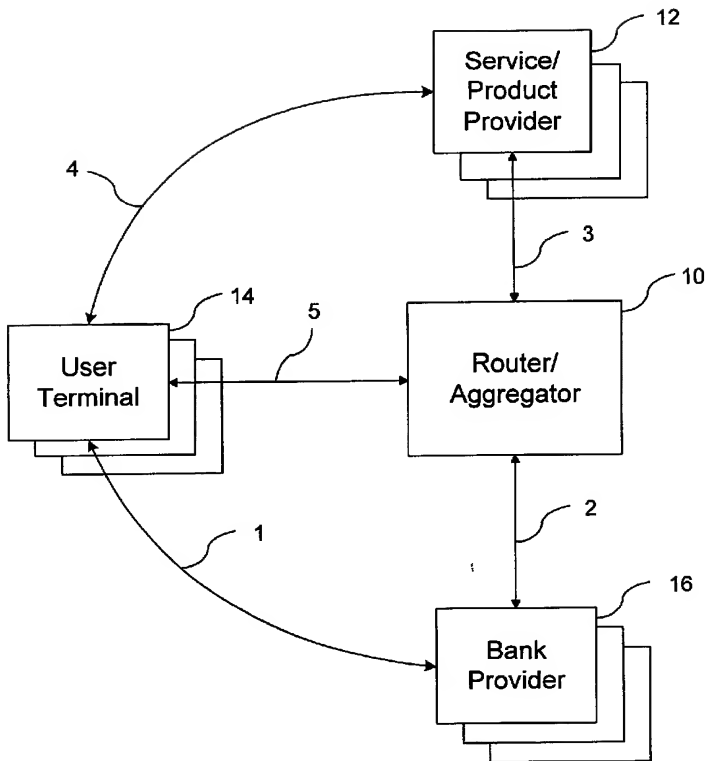 12
Service/
Product
Provider
4
3
14
10
5
User
Terminal
Router/
Aggregator
1
2
16
Bank
Provider